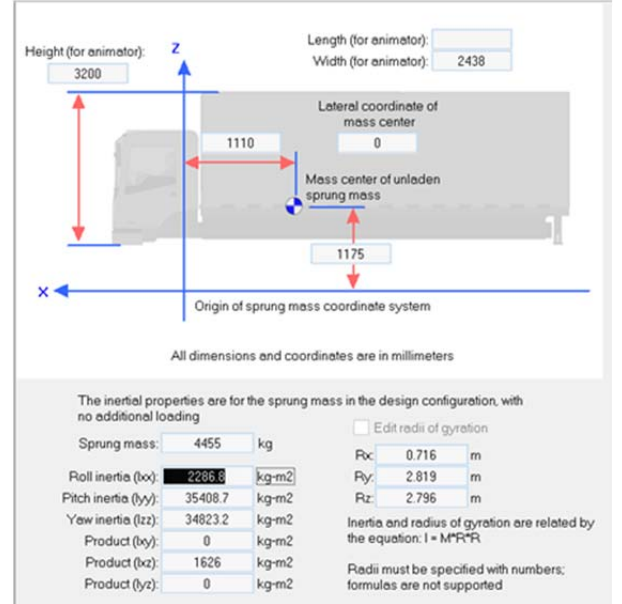 Height (for animator):
3200
Z
Length (for animator):
Width (for animator): 2438
Lateral coordinate of
mass center
0
1110
Mass center of unladen
sprung mass
1175
X
Origin of sprung mass coordinate system
All dimensions and coordinates are in millimeters
The inertial properties are for the sprung mass in the design configuration, with
no additional loading
Sprung mass: 4455 kg
Roll inertia (Ixx): 2286.8 kg-m2
Pitch inertia (Iyy): 35408.7 kg-m2
Yaw inertia (Izz): 34823.2 kg-m2
Product (Ixy): 0 kg-m2
Product (Ixz): 1626 kg-m2
Product (Iyz): 0 kg-m2
Edit radii of gyration
Rx: 0.716 m
Ry: 2.819 m
Rz: 2.796 m
Inertia and radius of gyration are related by
the equation: I = M*R*R
Radii must be specified with numbers;
formulas are not supported